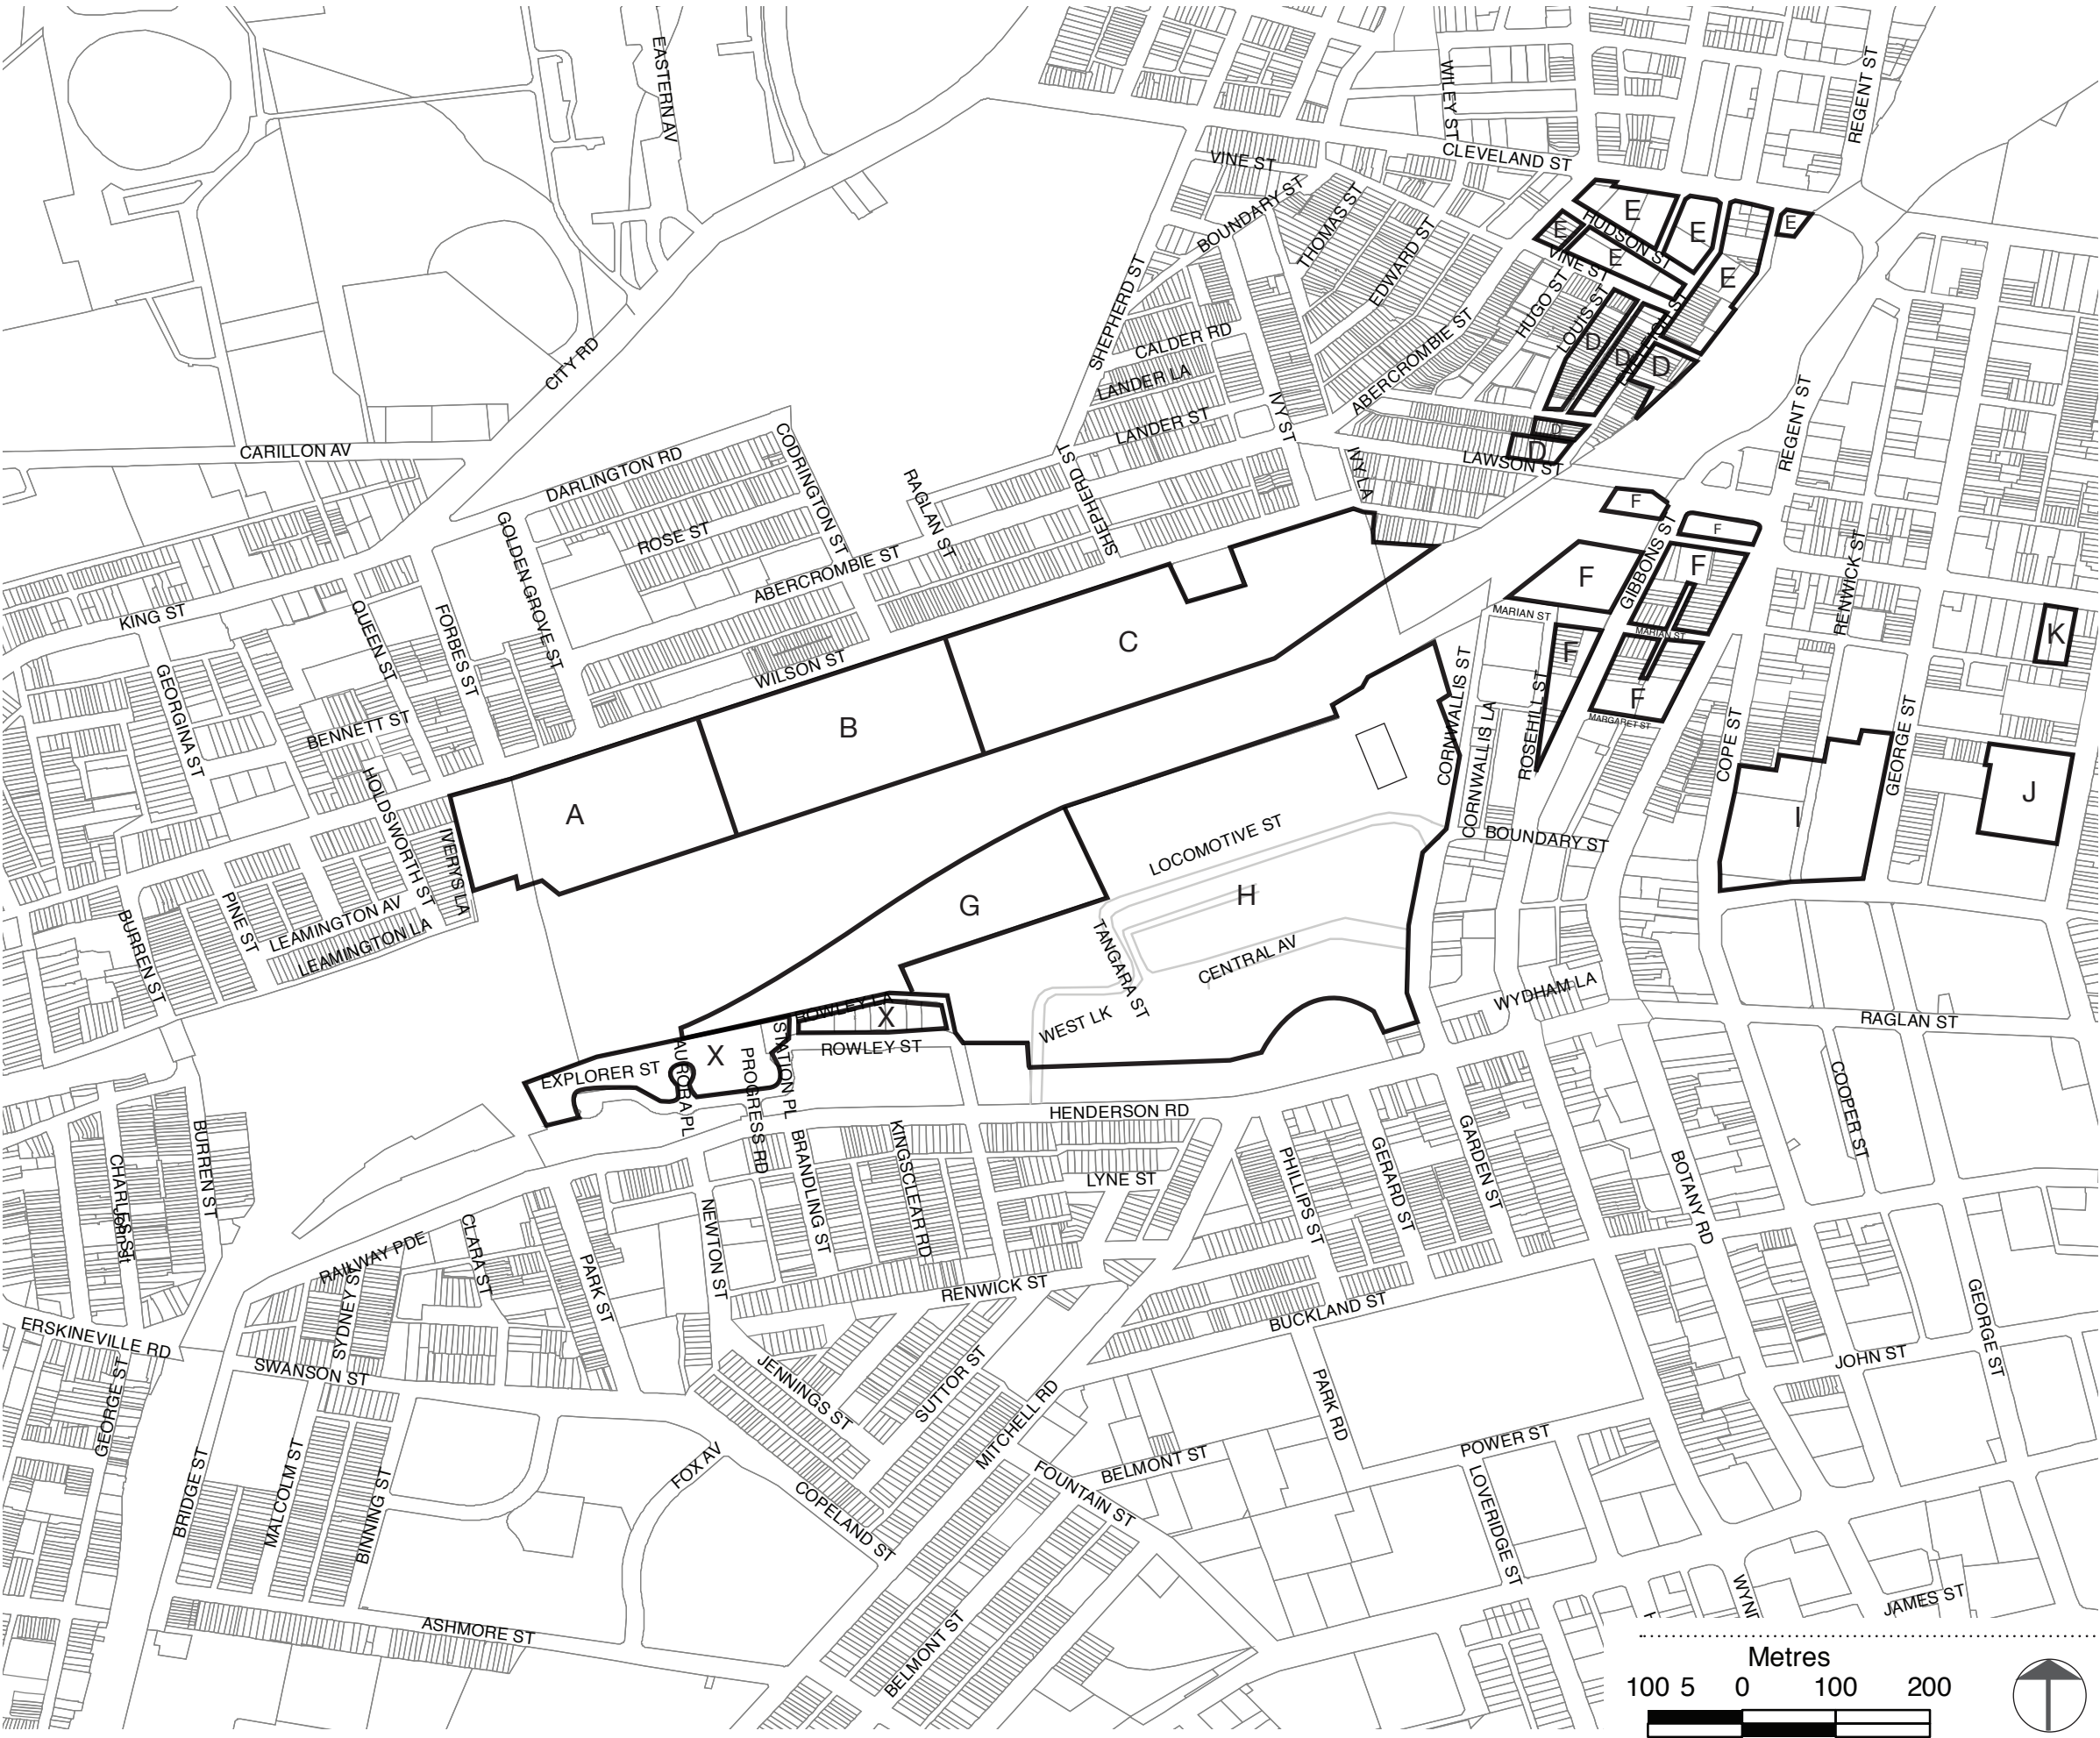 EASTERN AV
WILEY ST
REGENT ST
CLEVELAND ST
VINE ST
BOUNDARY ST
THOMAS ST
EDWARD ST
SHEPHERD ST
E
HUDSON ST
E
E
E
E
VINE ST
E
HUGO ST
LOUIS ST
CALDER RD
LANDER LA
LANDER ST
IVY ST
ABERCROMBIE ST
D
D
D
D
D
LAWSON ST
IVY LA
REGENT ST
CITY RD
CARILLON AV
DARLINGTON RD
CODRINGTON ST
RAGLAN ST
SHEPHERD ST
GOLDEN GROVE ST
ROSE ST
ABERCROMBIE ST
F
F
GIBBONS ST
F
F
RENWICK ST
KING ST
QUEEN ST
FORBES ST
WILSON ST
C
MARIAN ST
MARIAN ST
F
F
MARGARET ST
K
GEORGINA ST
BENNETT ST
B
CORNWALLIS ST
CORNWALLIS LA
ROSEHILL ST
COPE ST
GEORGE ST
HOLDSWORTH ST
IVERYS LA
A
LOCOMOTIVE ST
BOUNDARY ST
I
J
PINE ST
BURREN ST
LEAMINGTON AV
LEAMINGTON LA
G
H
TANGARA ST
CENTRAL AV
WEST LK
WYDHAM LA
RAGLAN ST
ROWLEY LA
X
ROWLEY ST
EXPLORER ST
X
AURORA PL
PROGRESS RD
STATION PL
HENDERSON RD
COOPER ST
CHARLES ST
BURREN ST
BRANDLING ST
KINGSCLEAR RD
LYNE ST
PHILLIPS ST
GERARD ST
GARDEN ST
BOTANY RD
RAILWAY PDE
CLARA ST
SYDNEY ST
PARK ST
NEWTON ST
RENWICK ST
BUCKLAND ST
GEORGE ST
ERSKINEVILLE RD
GEORGE ST
SWANSON ST
JENNINGS ST
SUTTOR ST
MITCHELL RD
PARK RD
JOHN ST
BRIDGE ST
MALCOLM ST
BINNING ST
FOX AV
COPELAND ST
FOUNTAIN ST
BELMONT ST
POWER ST
LOVERIDGE ST
ASHMORE ST
BELMONT ST
JAMES ST
Metres
100 5 0 100 200